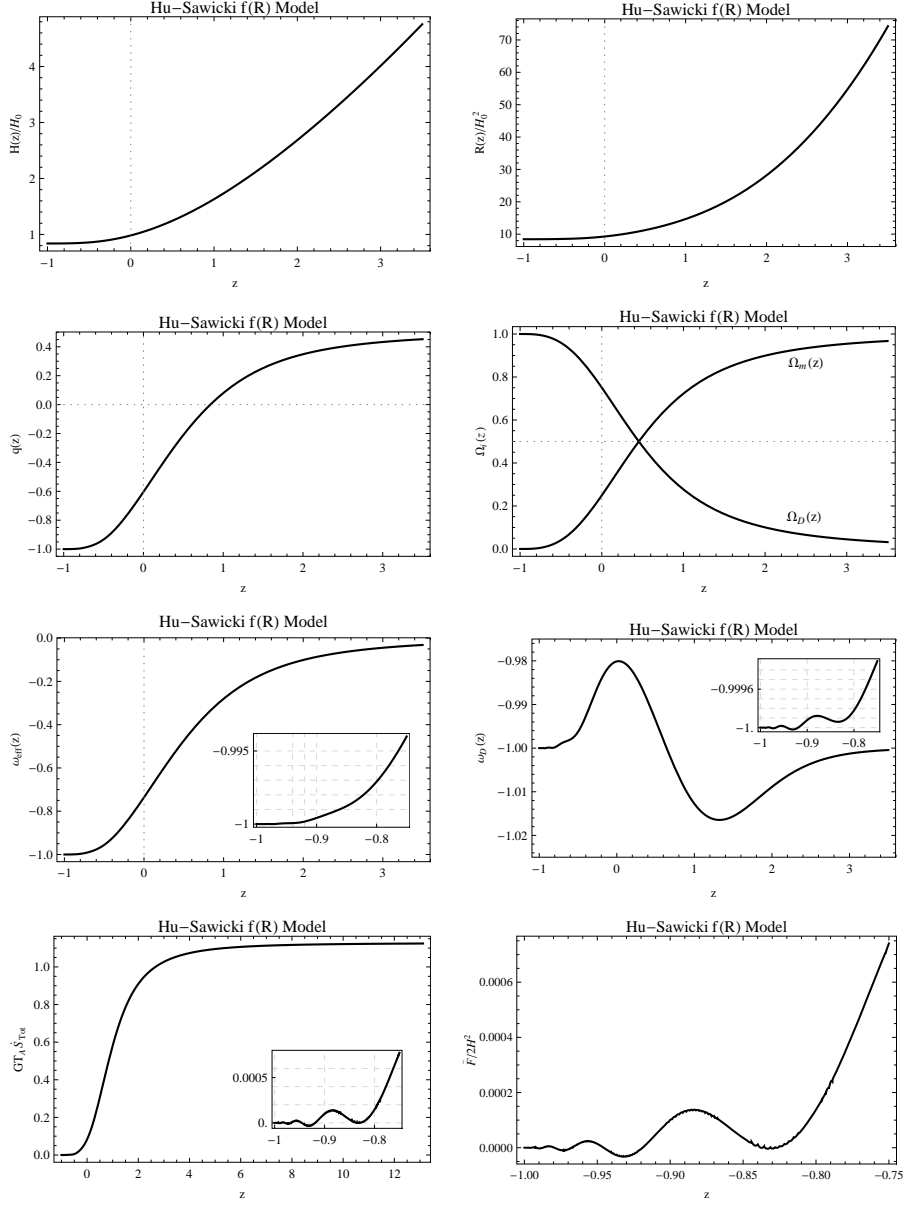 Hu−Sawicki f(R) Model
H(z)/H₀
4
3
2
1
−1 0 1 2 3
z
Hu−Sawicki f(R) Model
R(z)/H₀²
70
60
50
40
30
20
10
−1 0 1 2 3
z
Hu−Sawicki f(R) Model
q(z)
0.4
0.2
0.0
−0.2
−0.4
−0.6
−0.8
−1.0
−1 0 1 2 3
z
Hu−Sawicki f(R) Model
Ωᵢ(z)
1.0
0.8
0.6
0.4
0.2
0.0
Ωₘ(z)
Ω_D(z)
−1 0 1 2 3
z
Hu−Sawicki f(R) Model
ω_eff(z)
0.0
−0.2
−0.4
−0.6
−0.8
−1.0
−0.995
−1
−1 −0.9 −0.8
−1 0 1 2 3
z
Hu−Sawicki f(R) Model
ω_D(z)
−0.98
−0.99
−1.00
−1.01
−1.02
−0.9996
−1
−1 −0.9 −0.8
−1 0 1 2 3
z
Hu−Sawicki f(R) Model
GT_A Ṡ_Tot
1.0
0.8
0.6
0.4
0.2
0.0
0.0005
0
−1 −0.9 −0.8
0 2 4 6 8 10 12
z
Hu−Sawicki f(R) Model
/2H²
0.0006
0.0004
0.0002
0.0000
−1.00 −0.95 −0.90 −0.85 −0.80 −0.75
z